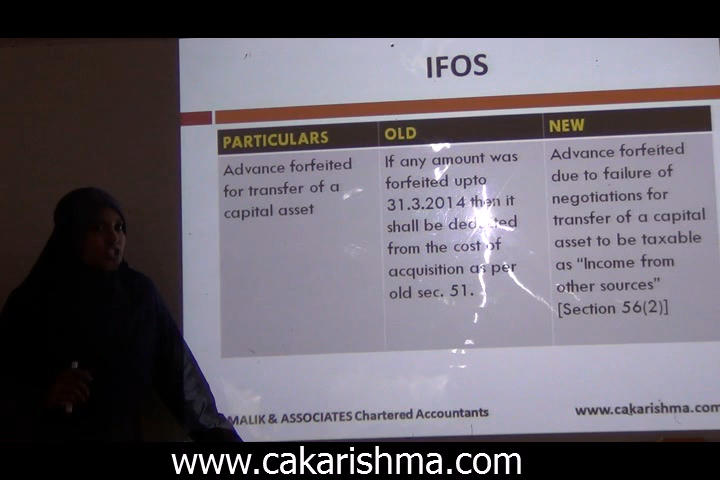 IFOS
PARTICULARS
OLD
NEW
Advance forfeited
for transfer of a
capital asset
If any amount was
forfeited upto
31.3.2014 then it
shall be deducted
from the cost of
acquisition as per
old sec. 51.
Advance forfeited
due to failure of
negotiations for
transfer of a capital
asset to be taxable
as “Income from
other sources”
[Section 56(2)]
MALIK & ASSOCIATES Chartered Accountants
www.cakarishma.com
www.cakarishma.com